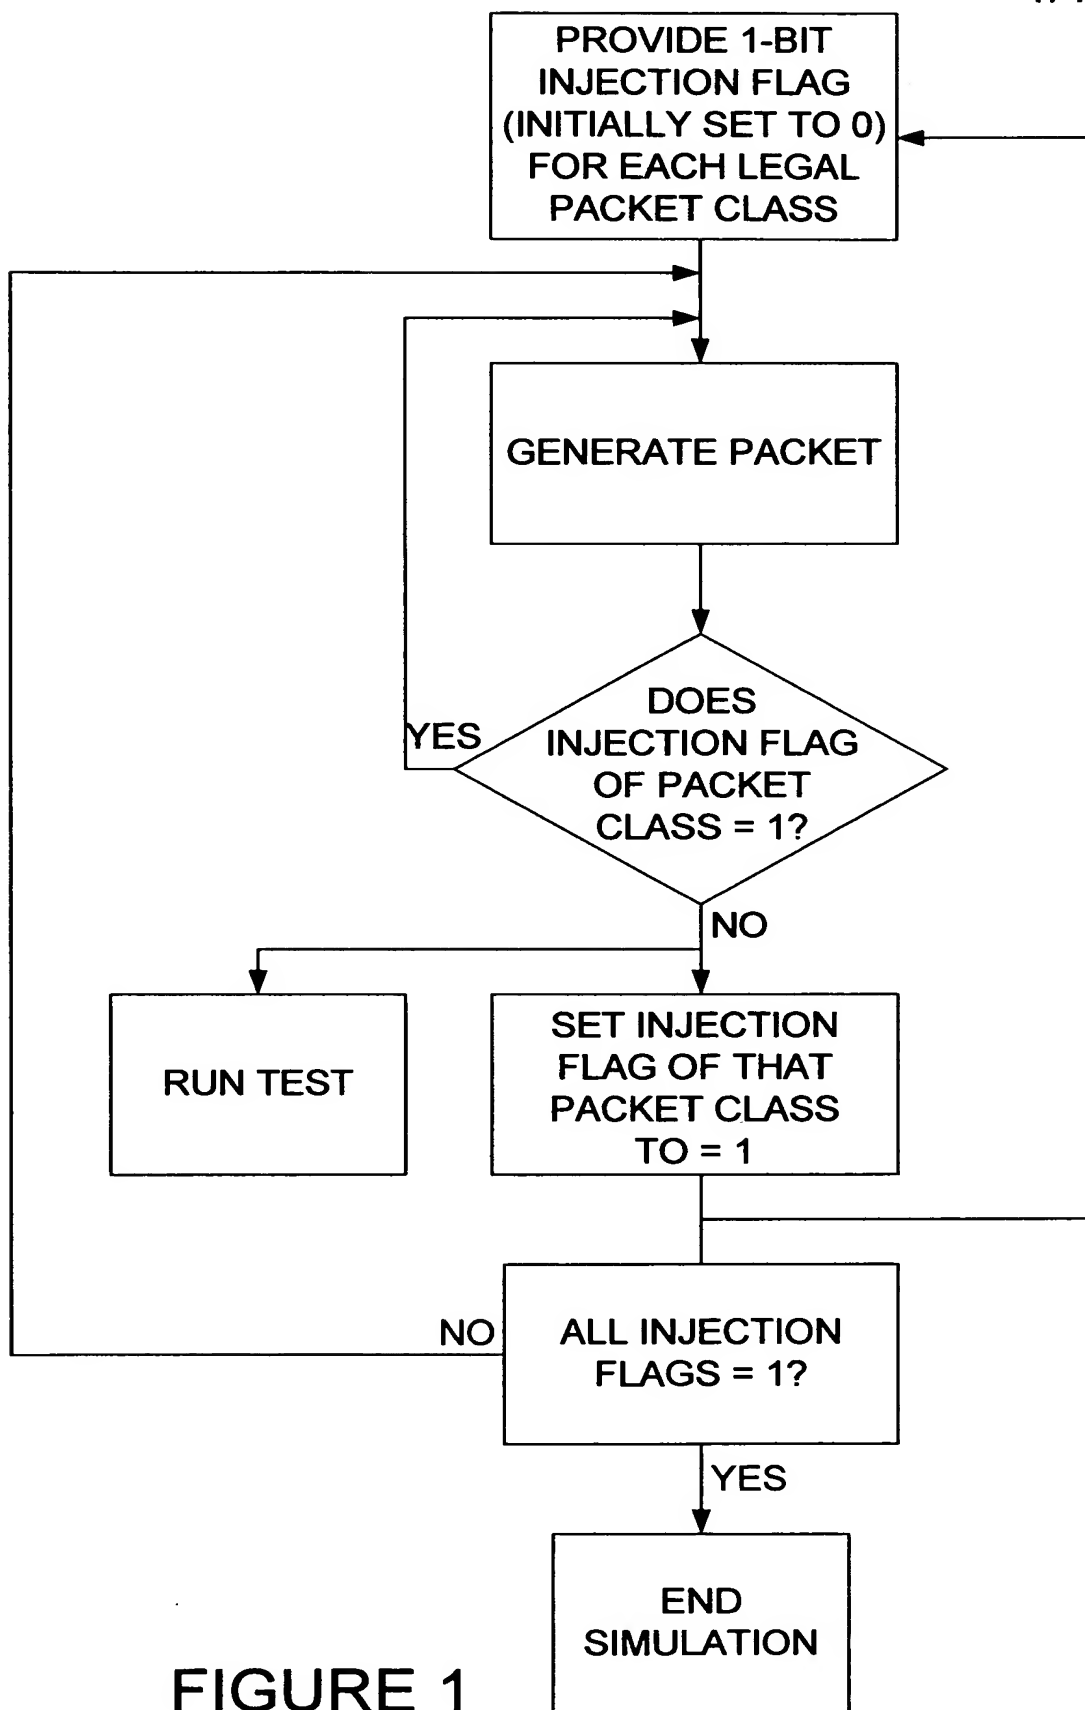 PROVIDE 1-BIT
INJECTION FLAG
(INITIALLY SET TO 0)
FOR EACH LEGAL
PACKET CLASS
GENERATE PACKET
DOES
INJECTION FLAG
OF PACKET
CLASS = 1?
YES
NO
RUN TEST
SET INJECTION
FLAG OF THAT
PACKET CLASS
TO = 1
NO
ALL INJECTION
FLAGS = 1?
YES
END
SIMULATION
FIGURE 1